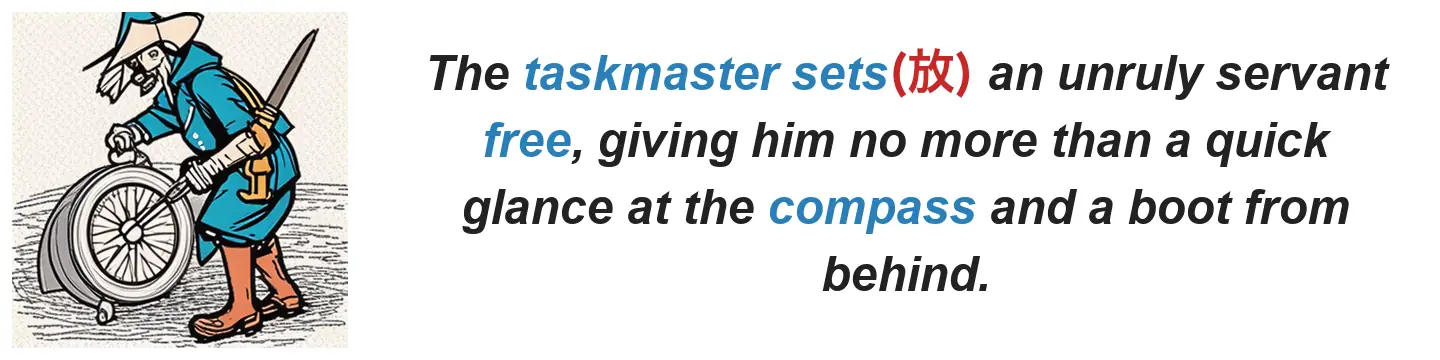 The taskmaster sets(放) an unruly servant
free, giving him no more than a quick
glance at the compass and a boot from
behind.